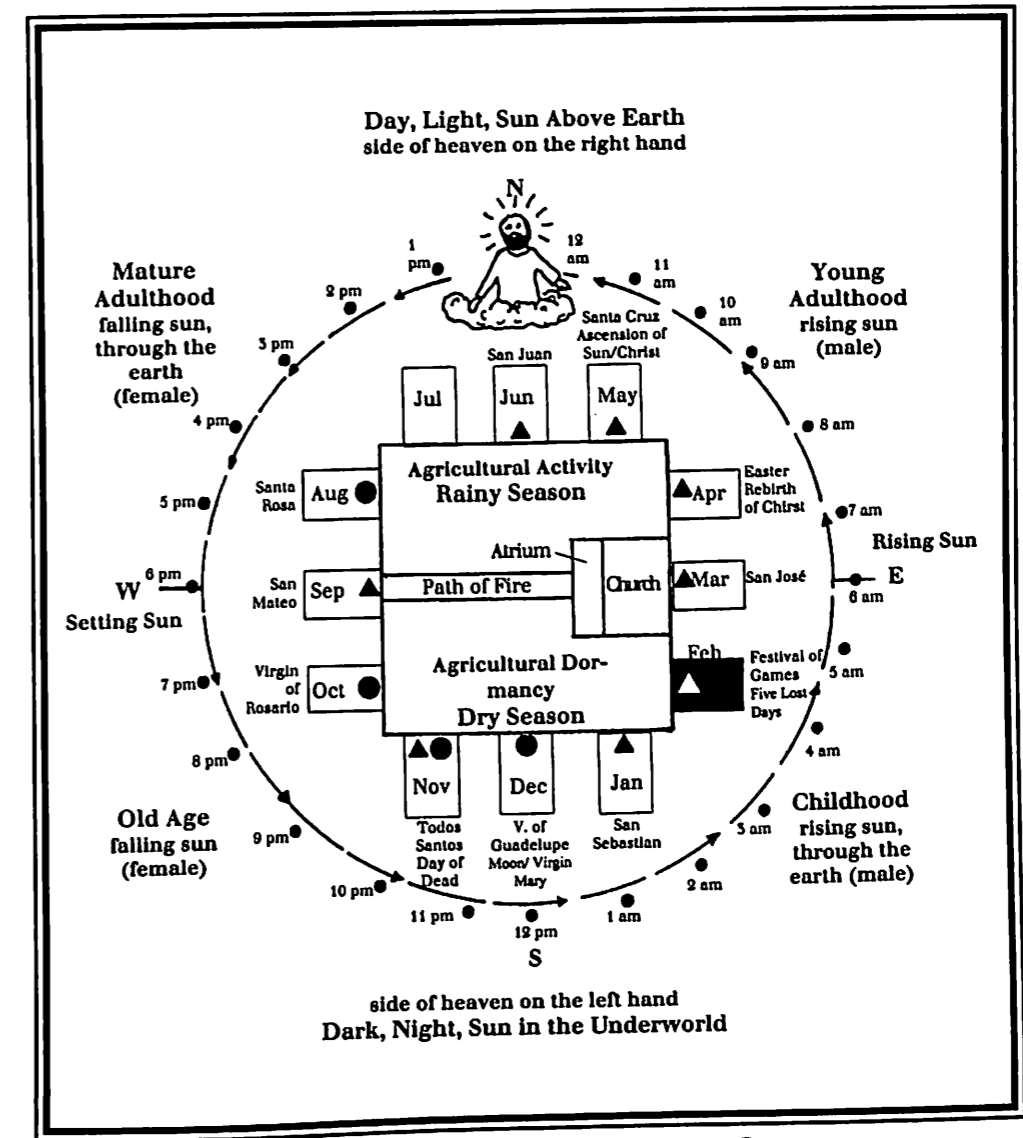 Day, Light, Sun Above Earth
side of heaven on the right hand
N
1
pm
12
am
11
am
2 pm
10
am
Mature
Adulthood
falling sun,
through the
earth
(female)
Young
Adulthood
rising sun
(male)
3 pm
9 am
4 pm
8 am
5 pm
7 am
6 pm
W
Setting Sun
Rising Sun
E
6 am
7 pm
5 am
8 pm
4 am
9 pm
3 am
10 pm
2 am
11 pm
12 pm
1 am
S
Old Age
falling sun
(female)
Childhood
rising sun,
through the
earth (male)
Santa Cruz
Ascension of
Sun/Christ
San Juan
Jul
Jun
May
Agricultural Activity
Rainy Season
Santa
Rosa
Aug
Apr
Easter
Rebirth
of Chirst
Atrium
Church
Path of Fire
San
Mateo
Sep
Mar
San José
Agricultural Dor-
mancy
Dry Season
Virgin
of
Rosario
Oct
Feb
Festival of
Games
Five Lost
Days
Nov
Dec
Jan
Todos
Santos
Day of
Dead
V. of
Guadelupe
Moon/ Virgin
Mary
San
Sebastian
side of heaven on the left hand
Dark, Night, Sun in the Underworld